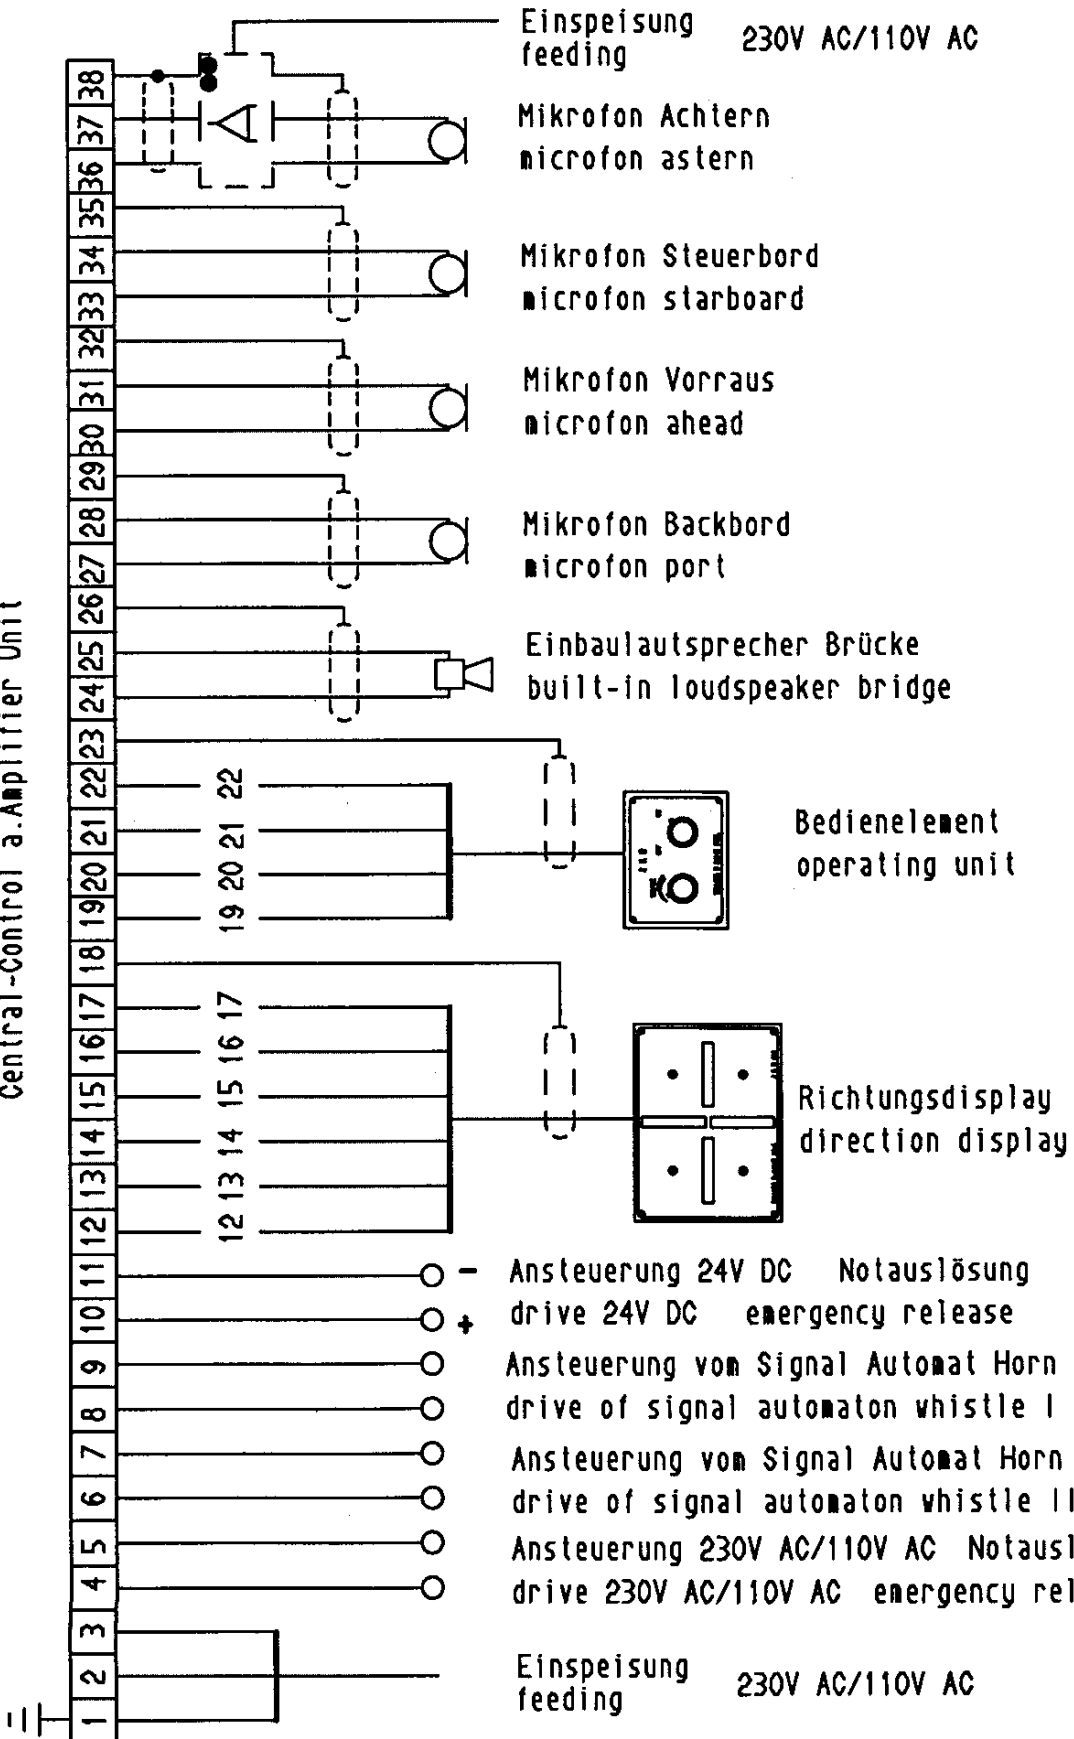 Einspeisung
feeding
230V AC/110V AC
Mikrofon Achtern
microfon astern
Mikrofon Steuerbord
microfon starboard
Mikrofon Vorraus
microfon ahead
Mikrofon Backbord
microfon port
Einbaulautsprecher Brücke
built-in loudspeaker bridge
Bedienelement
operating unit
Richtungsdisplay
direction display
- Ansteuerung 24V DC Notauslösung
+ drive 24V DC emergency release
Ansteuerung vom Signal Automat Horn
drive of signal automaton whistle I
Ansteuerung vom Signal Automat Horn
drive of signal automaton whistle II
Ansteuerung 230V AC/110V AC Notausl
drive 230V AC/110V AC emergency rel
Einspeisung
feeding
230V AC/110V AC
Central-Control a.Amplifier Unit
38
37
36
35
34
33
32
31
30
29
28
27
26
25
24
23
22 22
21 21
20 20
19 19
18
17 17
16 16
15 15
14 14
13 13
12 12
11
10
9
8
7
6
5
4
3
2
1